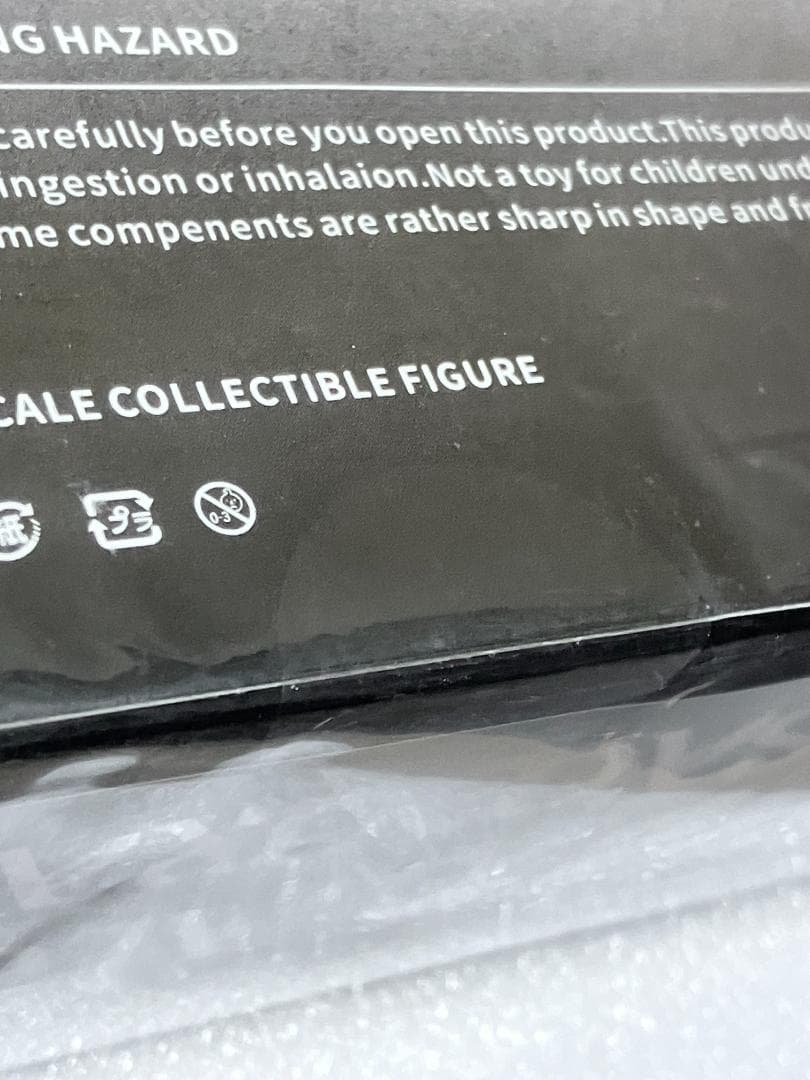 NG HAZARD
carefully before you open this product.This produ
ingestion or inhalaion.Not a toy for children und
me compenents are rather sharp in shape and f
CALE COLLECTIBLE FIGURE
紙 プラ 0-3